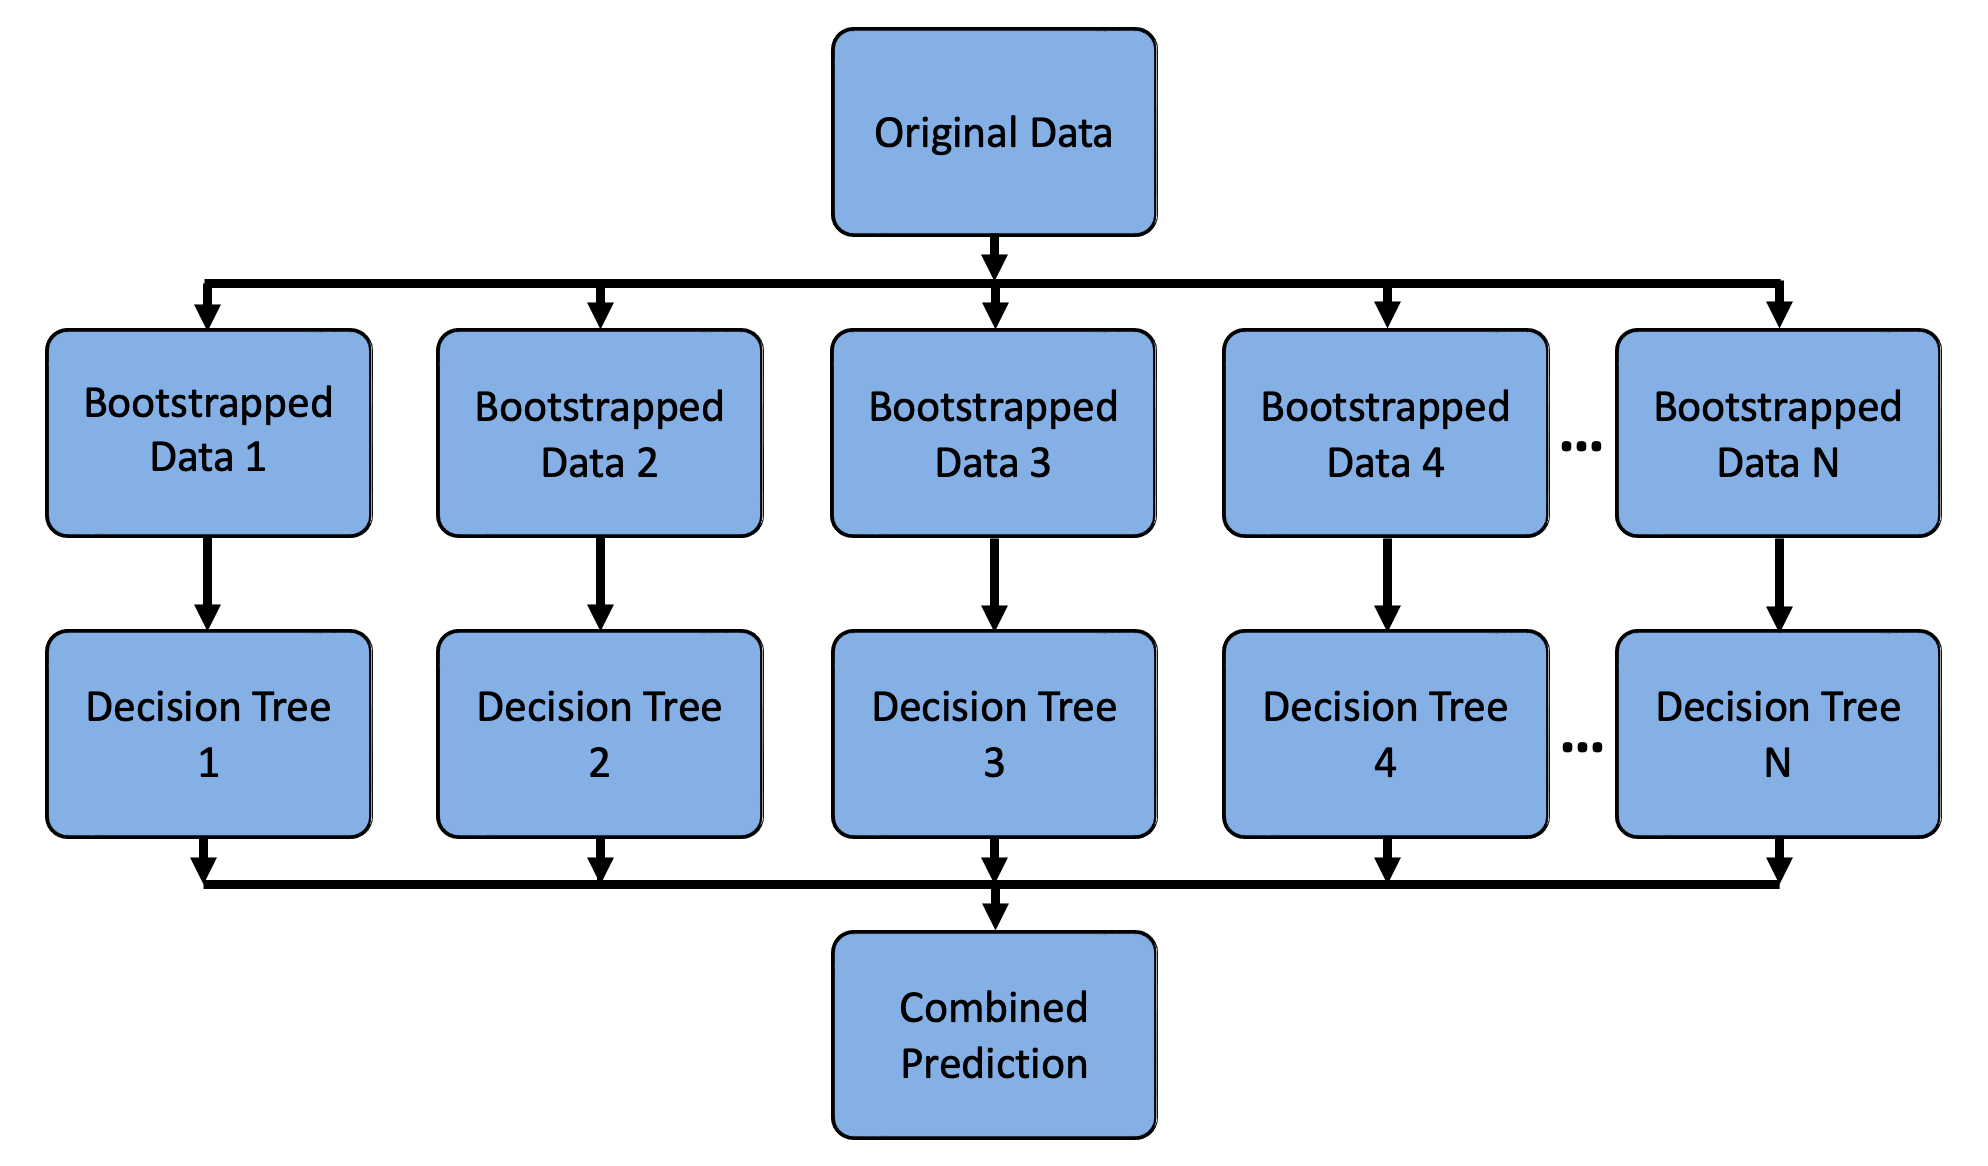 Original Data
Bootstrapped
Data 1
Bootstrapped
Data 2
Bootstrapped
Data 3
Bootstrapped
Data 4
...
Bootstrapped
Data N
Decision Tree
1
Decision Tree
2
Decision Tree
3
Decision Tree
4
...
Decision Tree
N
Combined
Prediction